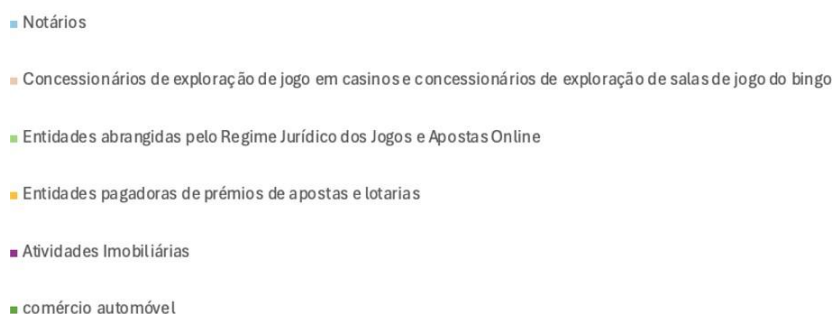 Notários
Concessionários de exploração de jogo em casinos e concessionários de exploração de salas de jogo do bingo
Entidades abrangidas pelo Regime Jurídico dos Jogos e Apostas Online
Entidades pagadoras de prémios de apostas e lotarias
Atividades Imobiliárias
comércio automóvel